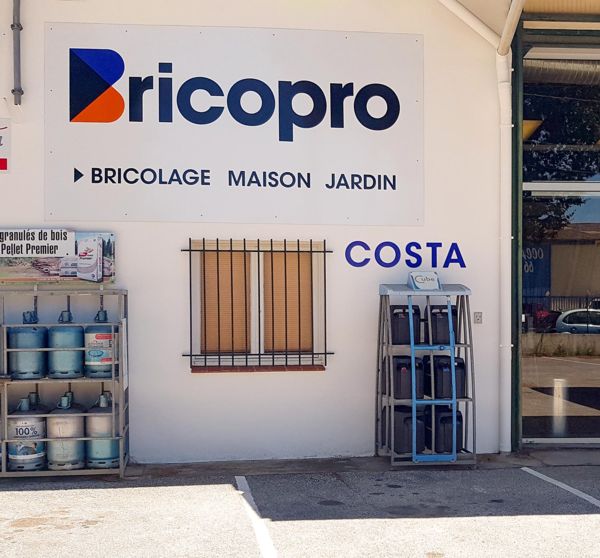 Bricopro
BRICOLAGE MAISON JARDIN
granulés de bois
Pellet Premier
COSTA
Cube
100%